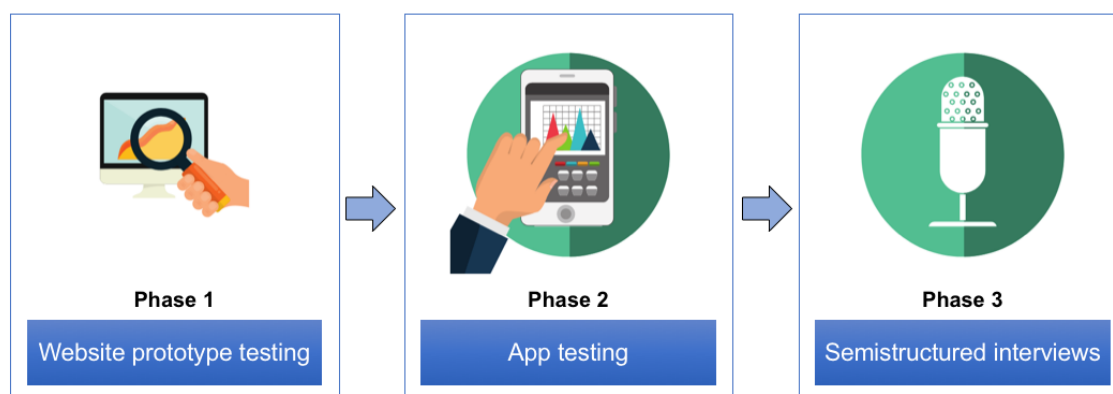 Phase 1
Website prototype testing
Phase 2
App testing
Phase 3
Semistructured interviews